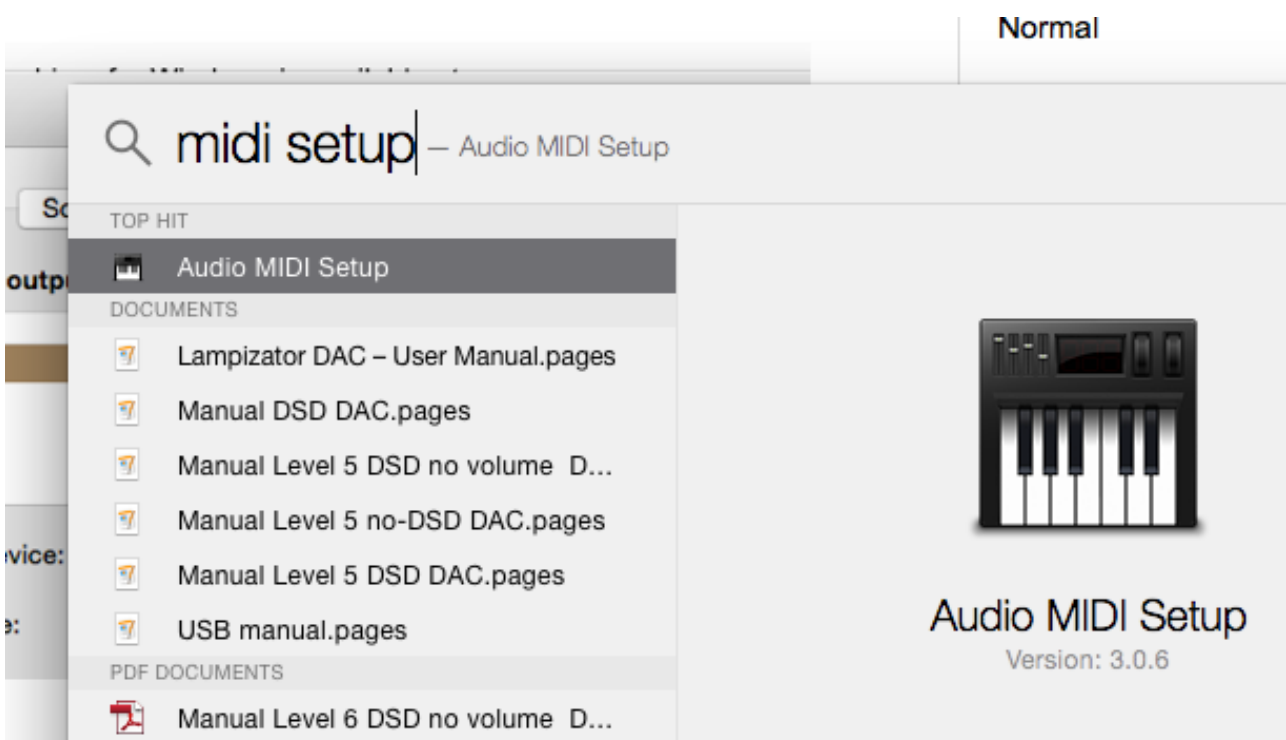 Normal
midi setup — Audio MIDI Setup
TOP HIT
Audio MIDI Setup
DOCUMENTS
Lampizator DAC – User Manual.pages
Manual DSD DAC.pages
Manual Level 5 DSD no volume D...
Manual Level 5 no-DSD DAC.pages
Manual Level 5 DSD DAC.pages
USB manual.pages
PDF DOCUMENTS
Manual Level 6 DSD no volume D...
Audio MIDI Setup
Version: 3.0.6